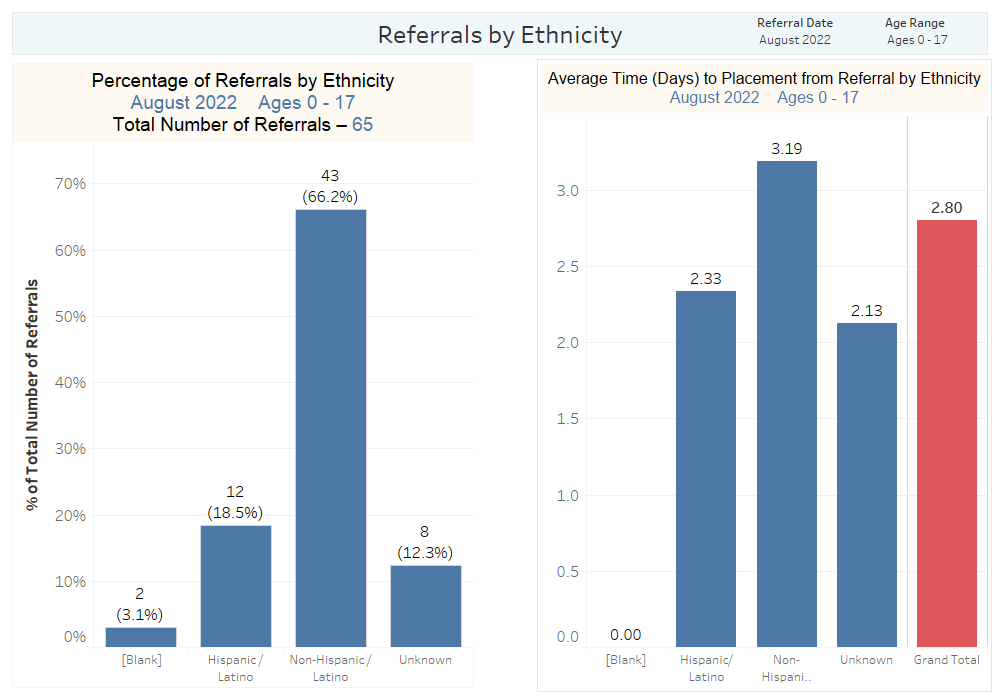 Referrals by Ethnicity
Referral Date
August 2022
Age Range
Ages 0 - 17
Percentage of Referrals by Ethnicity
August 2022 Ages 0 - 17
Total Number of Referrals – 65
% of Total Number of Referrals
70%
60%
50%
40%
30%
20%
10%
0%
2
(3.1%)
12
(18.5%)
43
(66.2%)
8
(12.3%)
[Blank]
Hispanic/
Latino
Non-Hispanic/
Latino
Unknown
Average Time (Days) to Placement from Referral by Ethnicity
August 2022 Ages 0 - 17
3.0
2.5
2.0
1.5
1.0
0.5
0.0
0.00
2.33
3.19
2.13
2.80
[Blank]
Hispanic/
Latino
Non-
Hispani..
Unknown
Grand Total